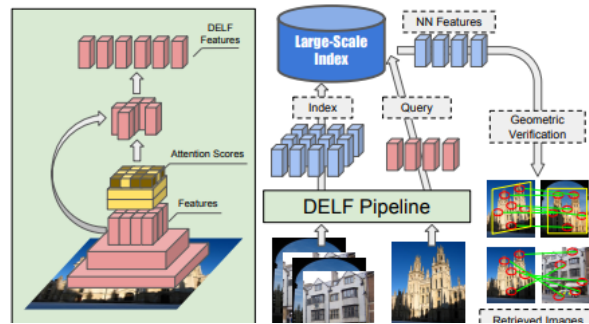 DELF
Features
Attention Scores
Features
Large-Scale
Index
NN Features
Index
Query
Geometric
Verification
DELF Pipeline
Retrieved Images